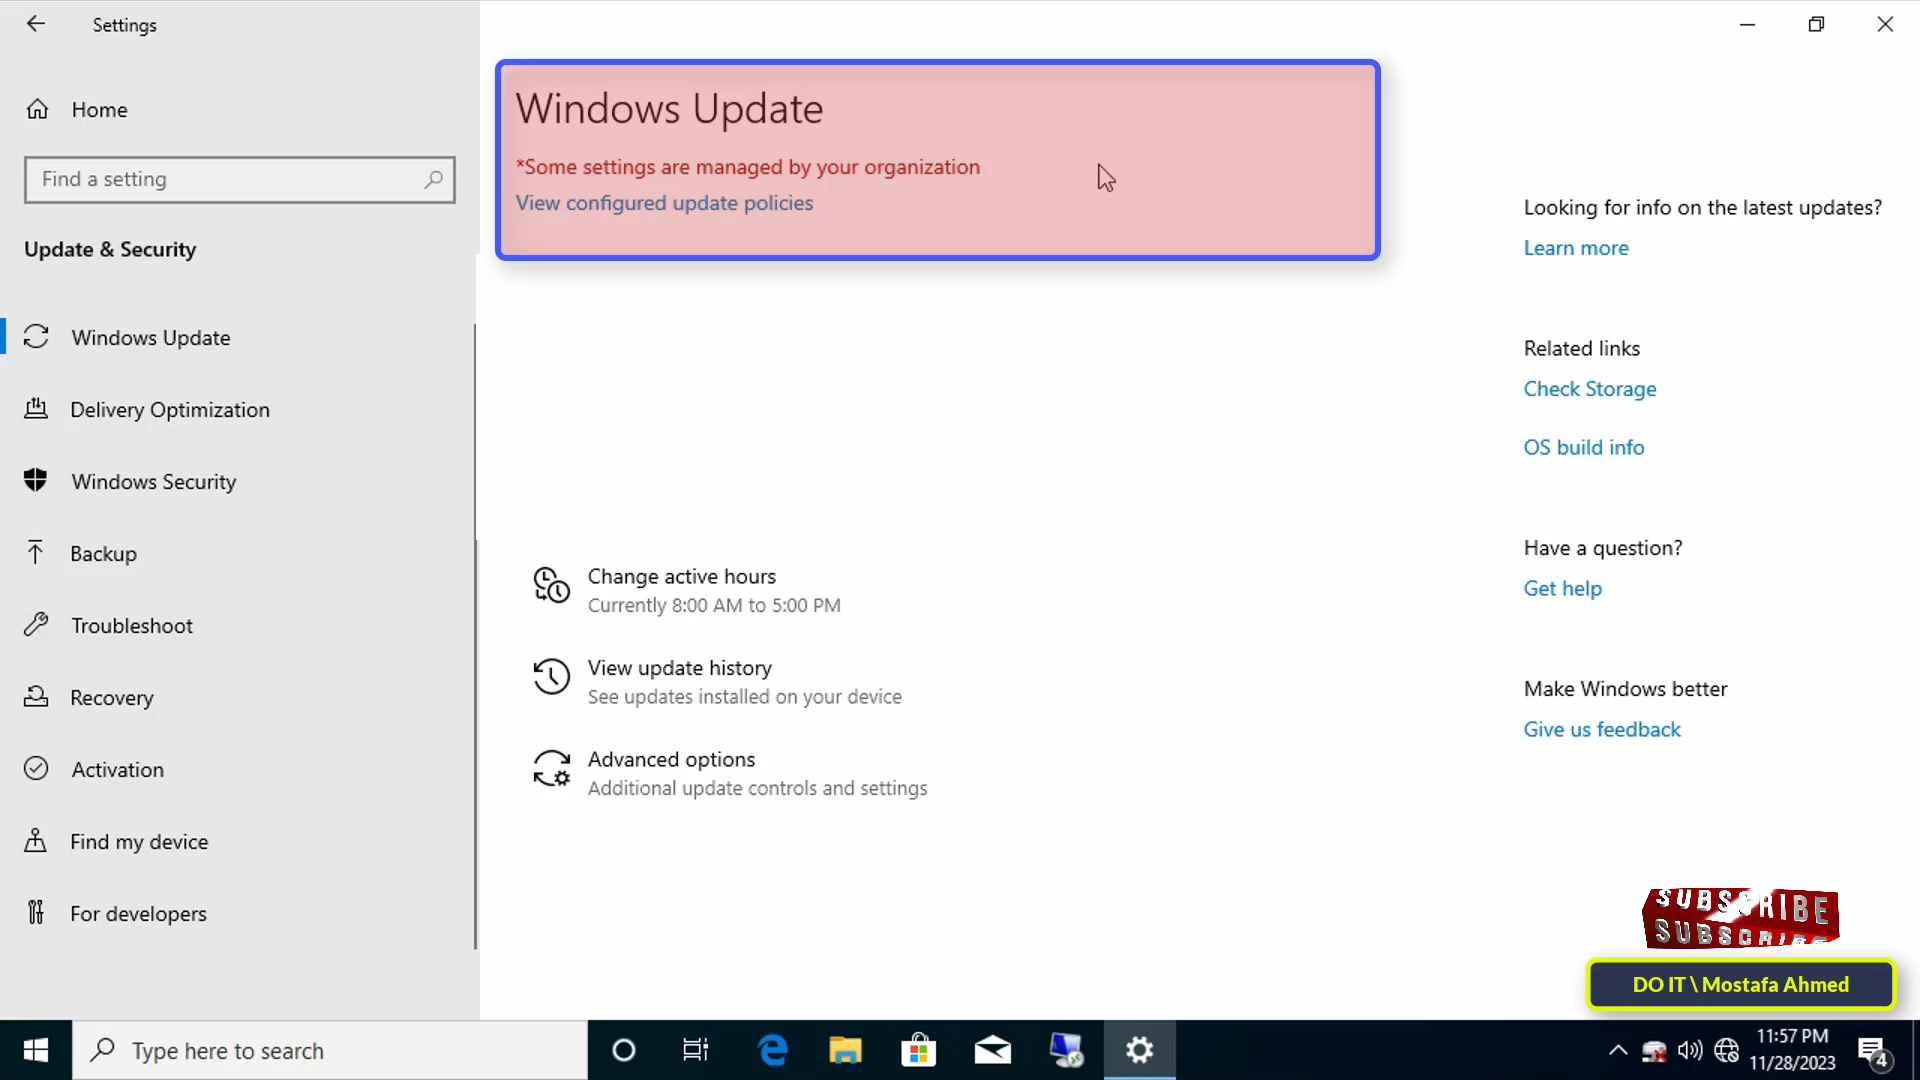 Settings
Home
Find a setting
Update & Security
Windows Update
Delivery Optimization
Windows Security
Backup
Troubleshoot
Recovery
Activation
Find my device
For developers
Windows Update
*Some settings are managed by your organization
View configured update policies
Change active hours
Currently 8:00 AM to 5:00 PM
View update history
See updates installed on your device
Advanced options
Additional update controls and settings
Looking for info on the latest updates?
Learn more
Related links
Check Storage
OS build info
Have a question?
Get help
Make Windows better
Give us feedback
SUBSCRIBE
SUBSCRIBE
DO IT \ Mostafa Ahmed
Type here to search
11:57 PM
11/28/2023
4